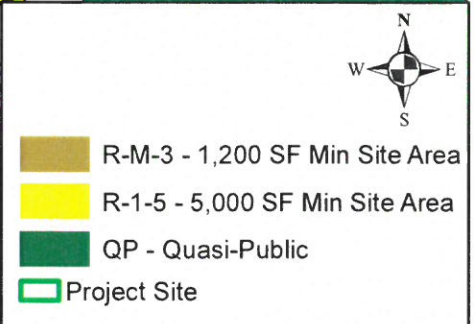 N
W E
S
R-M-3 - 1,200 SF Min Site Area
R-1-5 - 5,000 SF Min Site Area
QP - Quasi-Public
Project Site